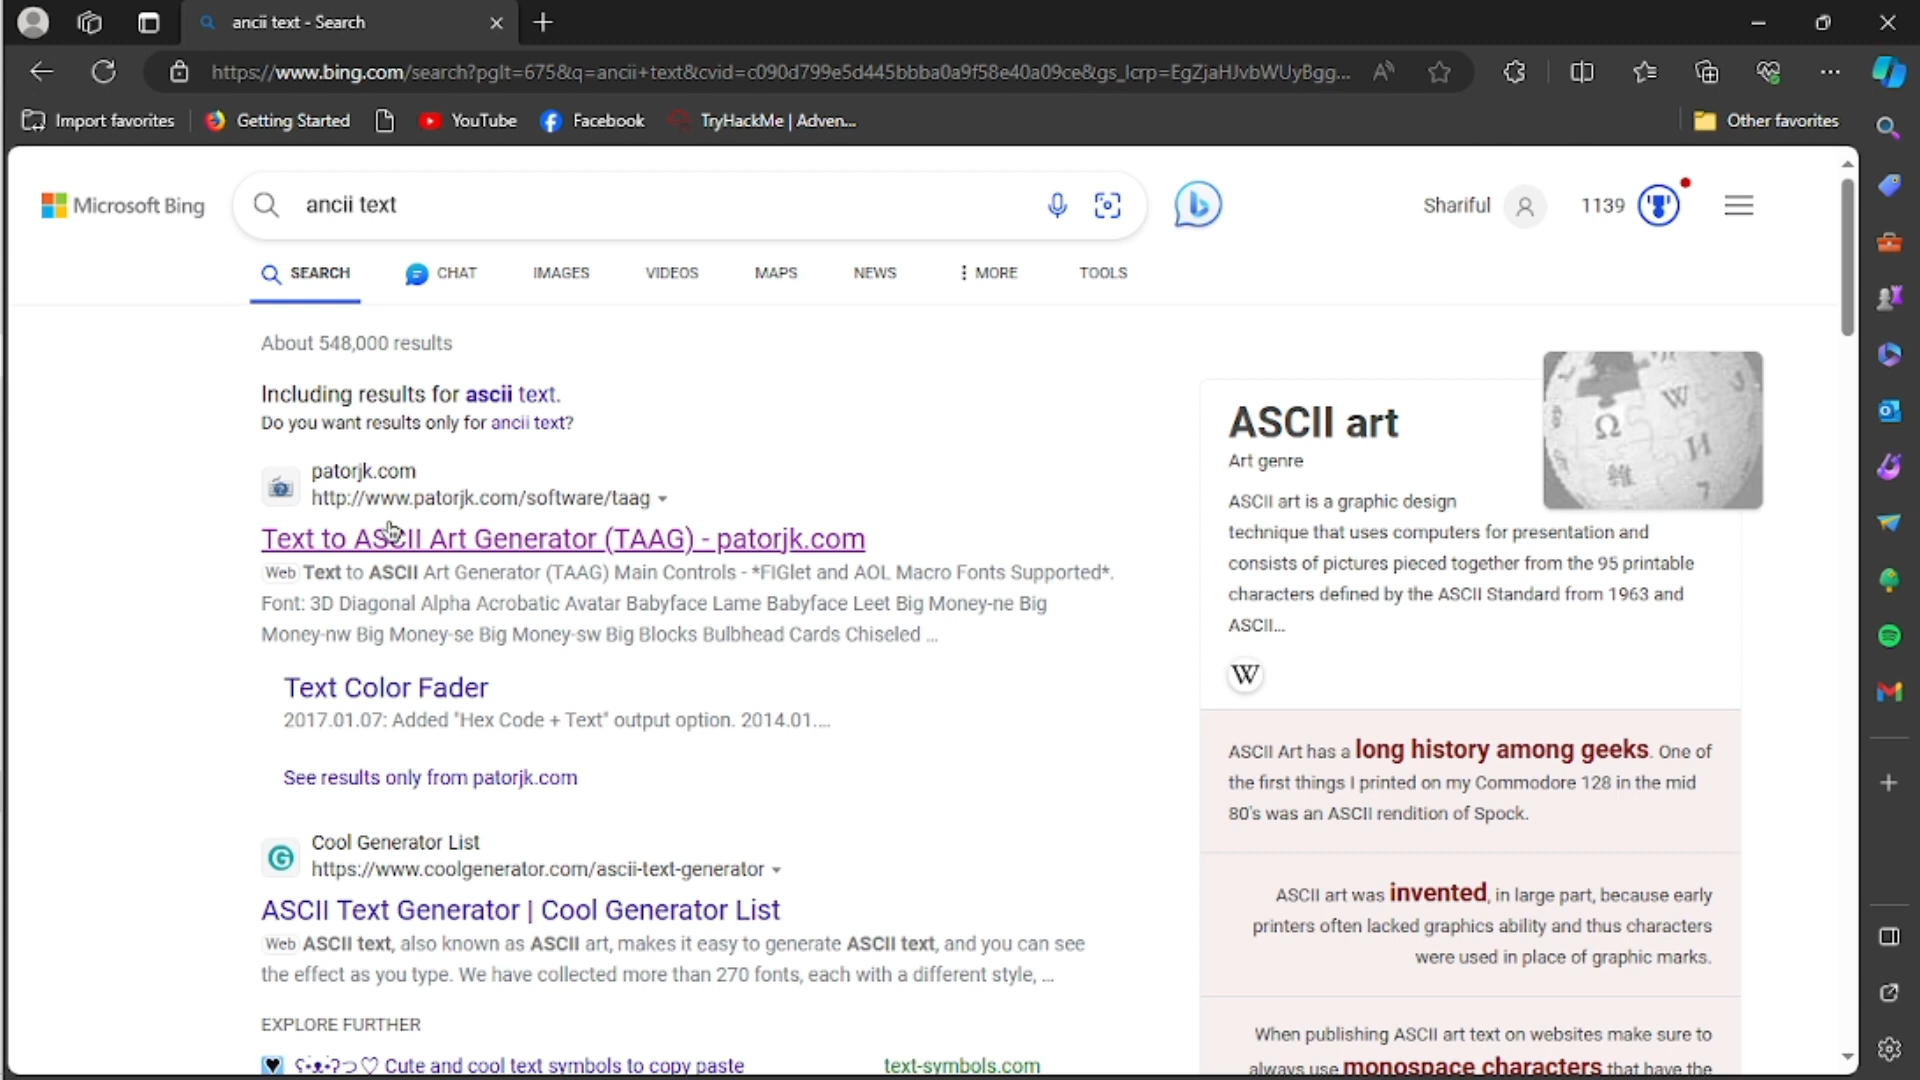 ancii text - Search
https://www.bing.com/search?pglt=675&q=ancii+text&cvid=c090d799e5d445bbba0a9f58e40a09ce&gs_lcrp=EgZjaHJvbWUyBgg...
Import favorites
Getting Started
YouTube
Facebook
TryHackMe | Adven...
Other favorites
Microsoft Bing
ancii text
Shariful
1139
SEARCH
CHAT
IMAGES
VIDEOS
MAPS
NEWS
MORE
TOOLS
About 548,000 results
Including results for ascii text.
Do you want results only for ancii text?
patorjk.com
http://www.patorjk.com/software/taag
Text to ASCII Art Generator (TAAG) - patorjk.com
Web Text to ASCII Art Generator (TAAG) Main Controls - *FIGlet and AOL Macro Fonts Supported*.
Font: 3D Diagonal Alpha Acrobatic Avatar Babyface Lame Babyface Leet Big Money-ne Big
Money-nw Big Money-se Big Money-sw Big Blocks Bulbhead Cards Chiseled ...
Text Color Fader
2017.01.07: Added "Hex Code + Text" output option. 2014.01....
See results only from patorjk.com
Cool Generator List
https://www.coolgenerator.com/ascii-text-generator
ASCII Text Generator | Cool Generator List
Web ASCII text, also known as ASCII art, makes it easy to generate ASCII text, and you can see
the effect as you type. We have collected more than 270 fonts, each with a different style, ...
EXPLORE FURTHER
Cute and cool text symbols to copy paste
text-symbols.com
ASCII art
Art genre
ASCII art is a graphic design
technique that uses computers for presentation and
consists of pictures pieced together from the 95 printable
characters defined by the ASCII Standard from 1963 and
ASCII...
W
ASCII Art has a long history among geeks. One of
the first things I printed on my Commodore 128 in the mid
80's was an ASCII rendition of Spock.
ASCII art was invented, in large part, because early
printers often lacked graphics ability and thus characters
were used in place of graphic marks.
When publishing ASCII art text on websites make sure to
always use monospace characters that have the